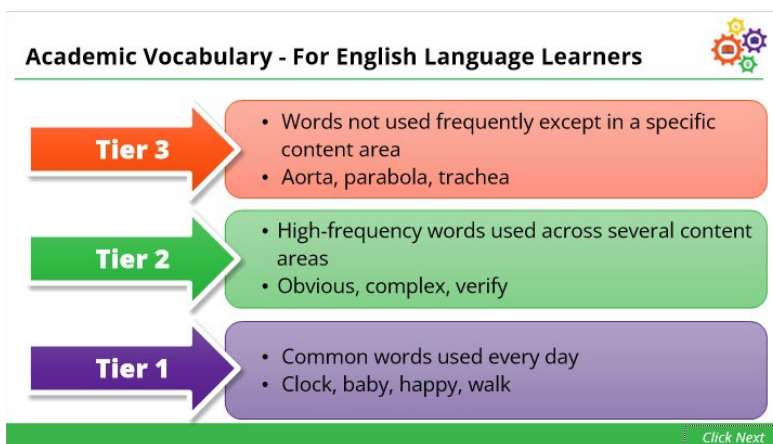 Academic Vocabulary - For English Language Learners
Tier 3
• Words not used frequently except in a specific
content area
• Aorta, parabola, trachea
Tier 2
• High-frequency words used across several content
areas
• Obvious, complex, verify
Tier 1
• Common words used every day
• Clock, baby, happy, walk
Click Next